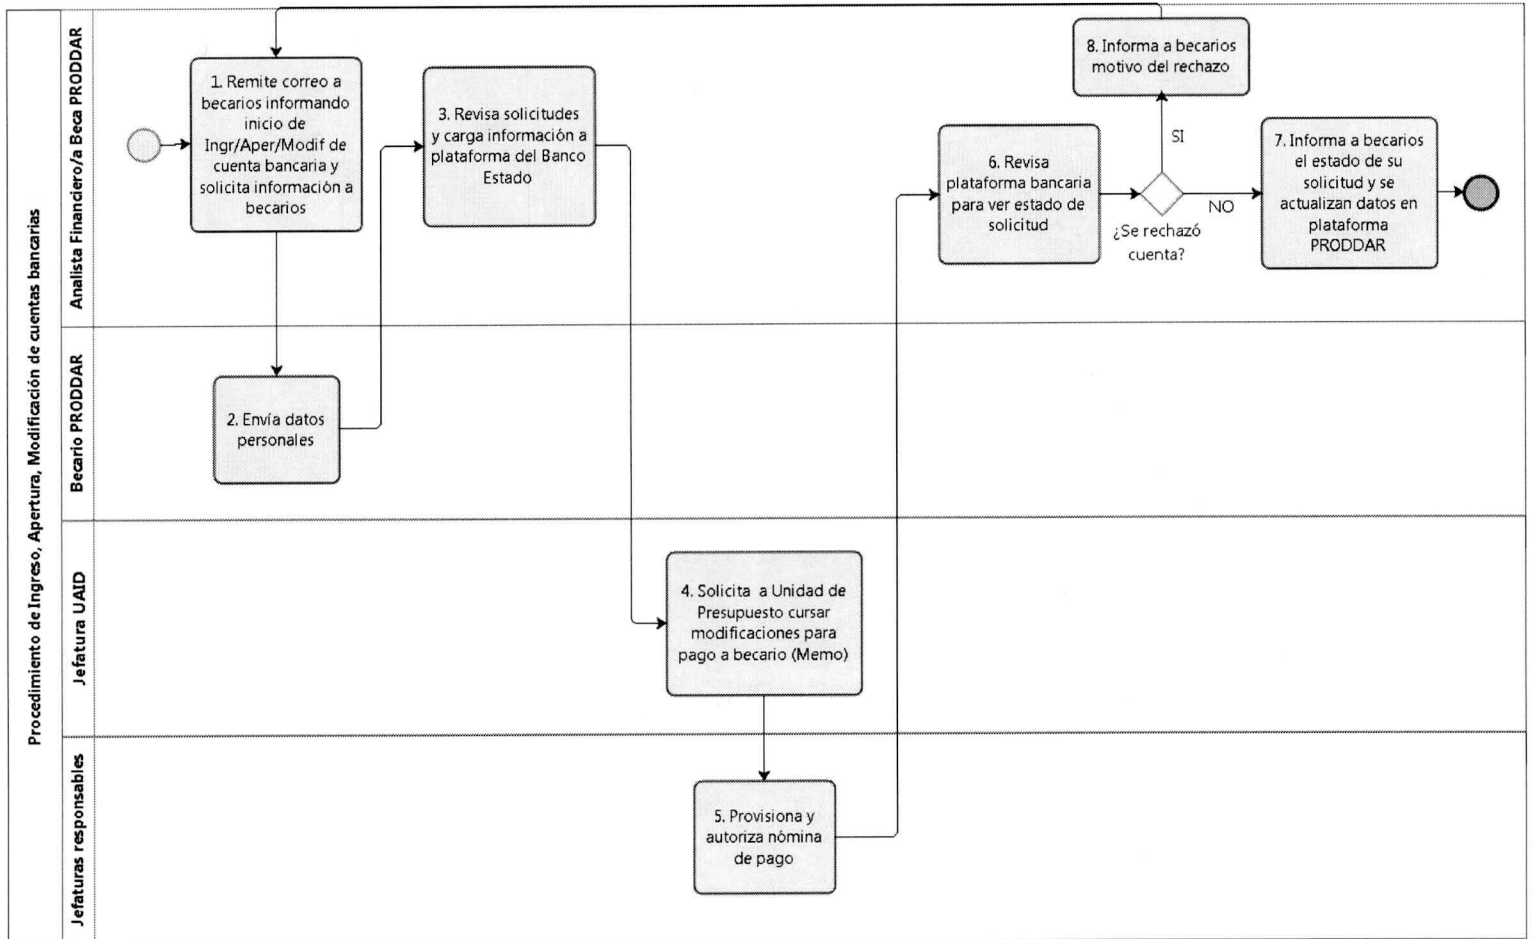 Procedimiento de Ingreso, Apertura, Modificación de cuentas bancarias
Analista Financiero/a Beca PRODDAR
1. Remite correo a
becarios informando
inicio de
Ingr/Aper/Modif de
cuenta bancaria y
solicita información a
becarios
3. Revisa solicitudes
y carga información a
plataforma del Banco
Estado
6. Revisa
plataforma bancaria
para ver estado de
solicitud
¿Se rechazó
cuenta?
SI
NO
8. Informa a becarios
motivo del rechazo
7. Informa a becarios
el estado de su
solicitud y se
actualizan datos en
plataforma
PRODDAR
Becario PRODDAR
2. Envía datos
personales
Jefatura UAID
4. Solicita a Unidad de
Presupuesto cursar
modificaciones para
pago a becario (Memo)
Jefaturas responsables
5. Provisiona y
autoriza nómina
de pago